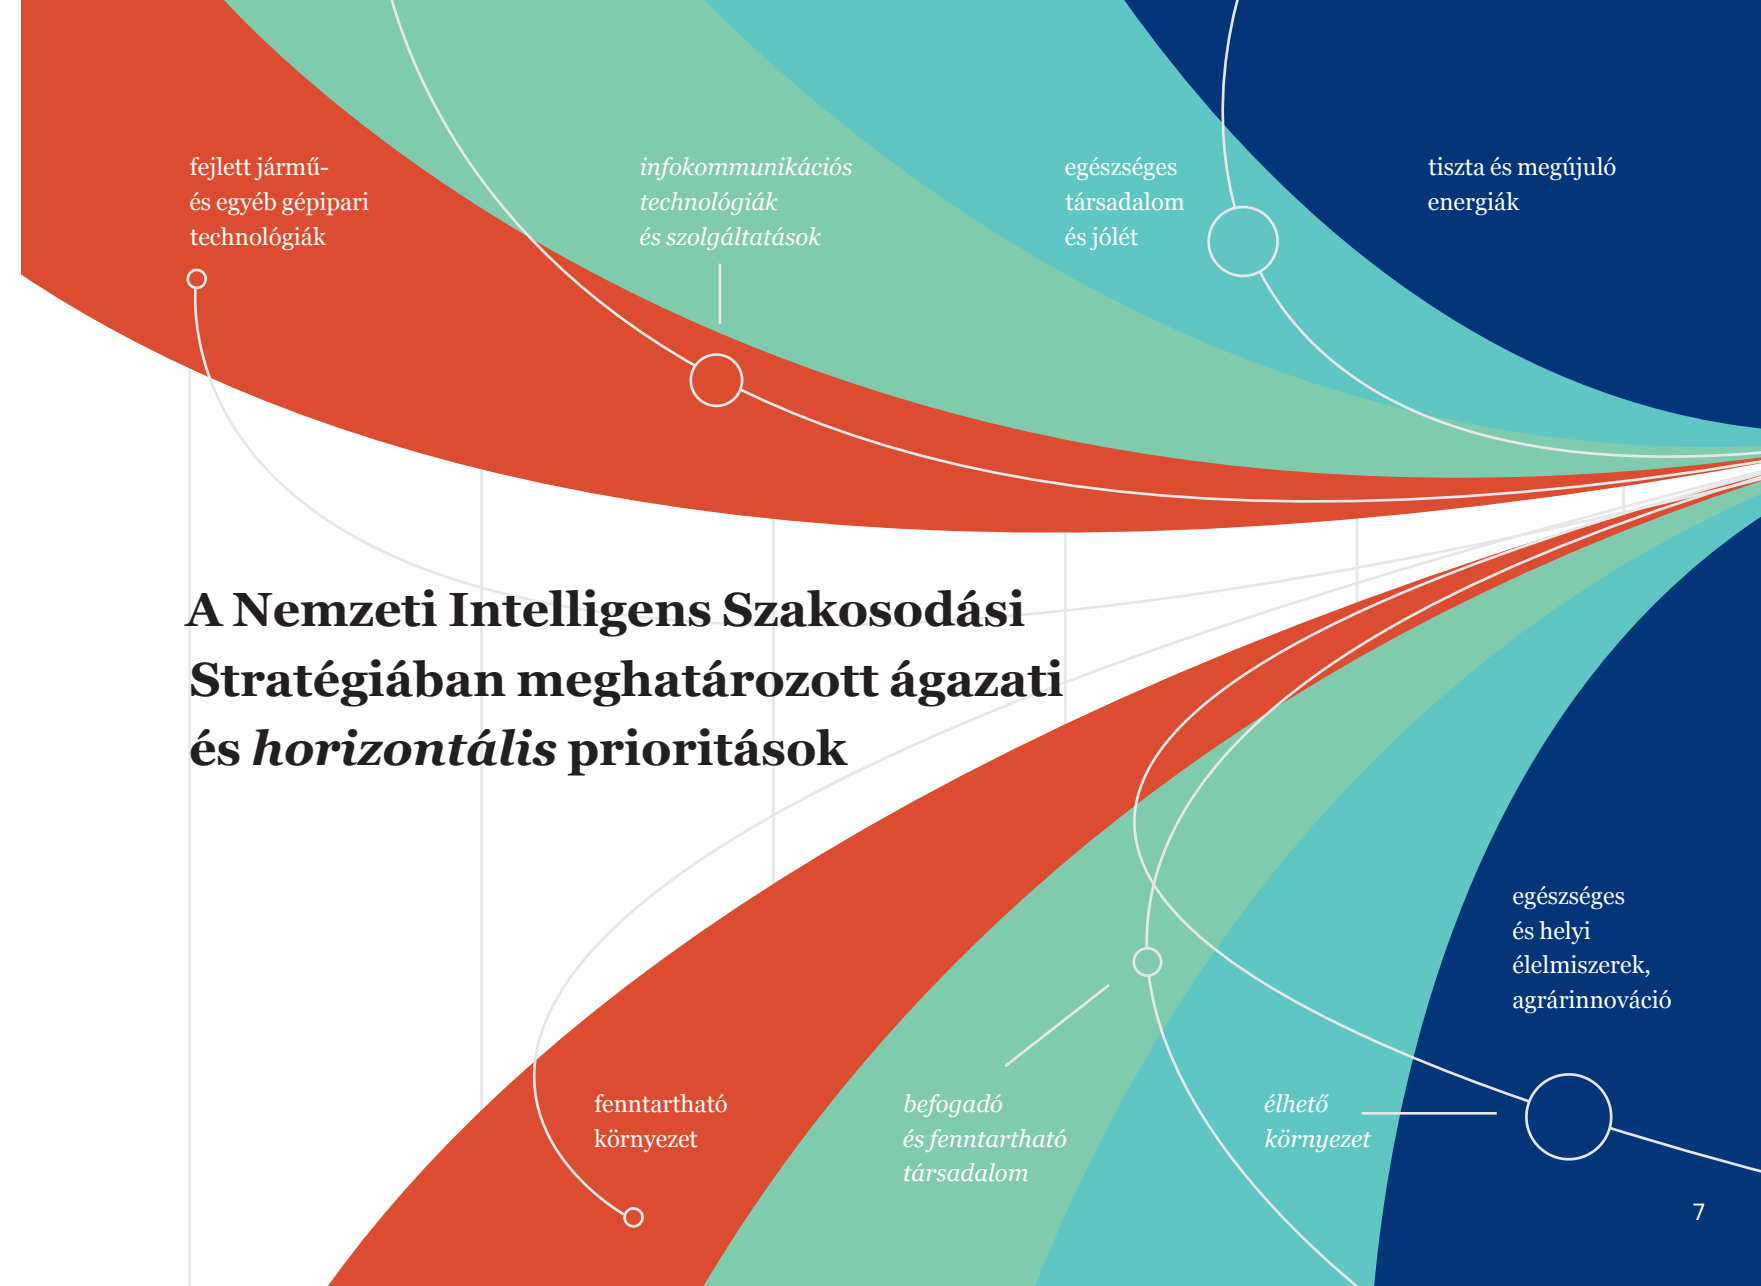 fejlett jármű-
és egyéb gépipari
technológiák
infokommunikációs
technológiák
és szolgáltatások
egészséges
társadalom
és jólét
tiszta és megújuló
energiák
A Nemzeti Intelligens Szakosodási
Stratégiában meghatározott ágazati
és horizontális prioritások
egészséges
és helyi
élelmiszerek,
agrárinnováció
fenntartható
környezet
befogadó
és fenntartható
társadalom
élhető
környezet
7